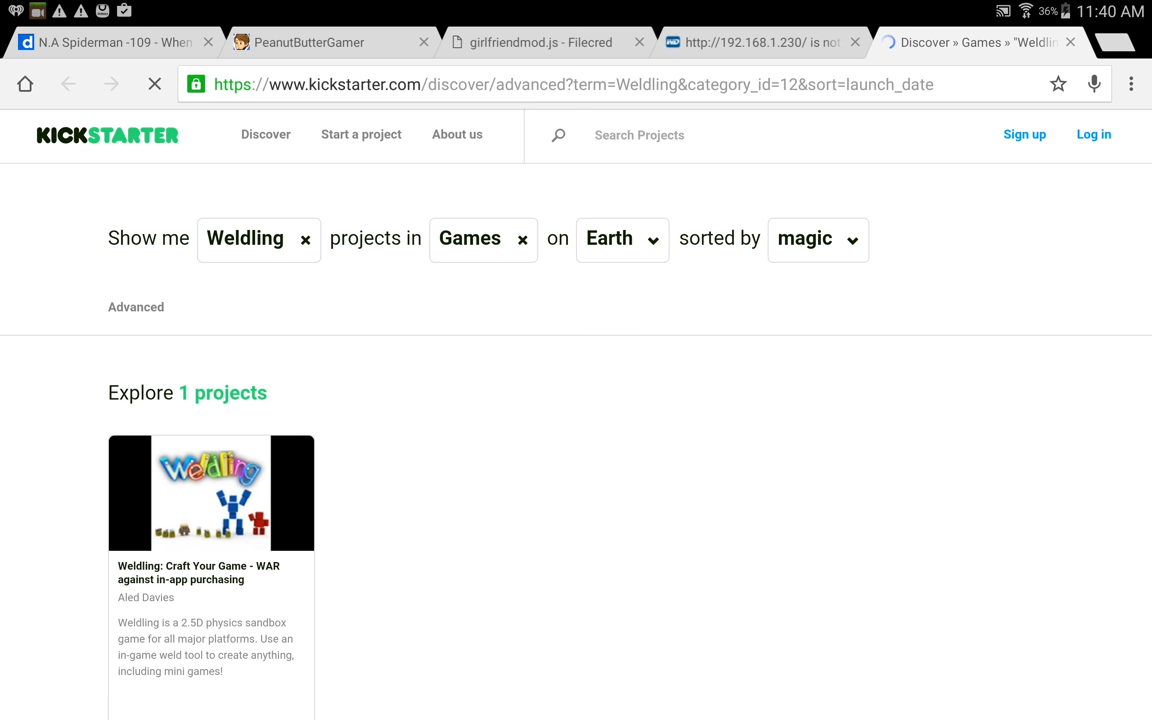 36% 11:40 AM
N.A Spiderman -109 - When
PeanutButterGamer
girlfriendmod.js - Filecred
http://192.168.1.230/ is not
Discover » Games » "Weldlin
https://www.kickstarter.com/discover/advanced?term=Weldling&category_id=12&sort=launch_date
KICKSTARTER Discover Start a project About us Search Projects Sign up Log in
Show me Weldling × projects in Games × on Earth sorted by magic
Advanced
Explore 1 projects
Weldling
Weldling: Craft Your Game - WAR
against in-app purchasing
Aled Davies
Weldling is a 2.5D physics sandbox
game for all major platforms. Use an
in-game weld tool to create anything,
including mini games!